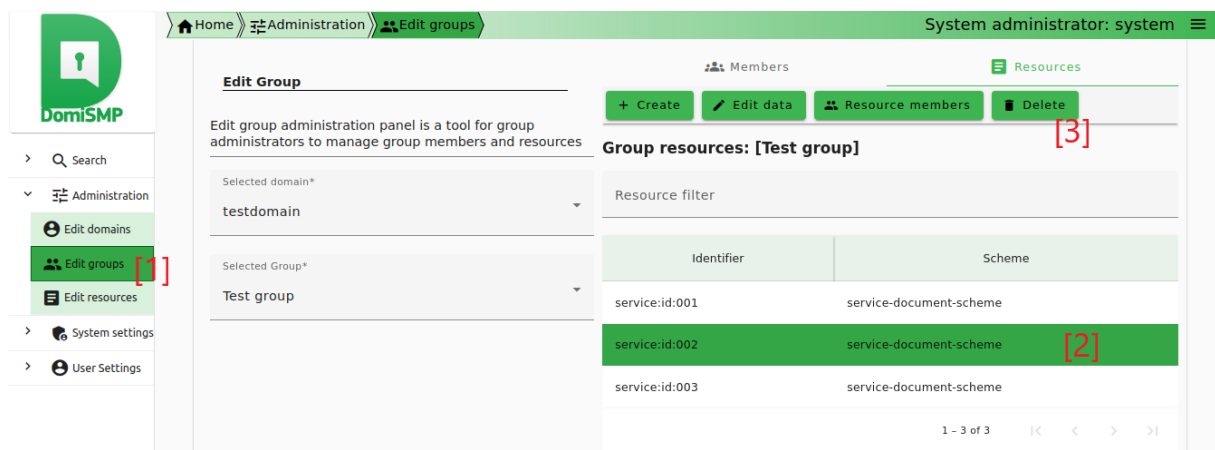 Home
Administration
Edit groups
System administrator: system
DomiSMP
Search
Administration
Edit domains
Edit groups
[1]
Edit resources
System settings
User Settings
Edit Group
Edit group administration panel is a tool for group
administrators to manage group members and resources
Selected domain*
testdomain
Selected Group*
Test group
Members
Resources
+ Create
Edit data
Resource members
Delete
[3]
Group resources: [Test group]
Resource filter
Identifier
Scheme
service:id:001
service-document-scheme
service:id:002
service-document-scheme
[2]
service:id:003
service-document-scheme
1 – 3 of 3